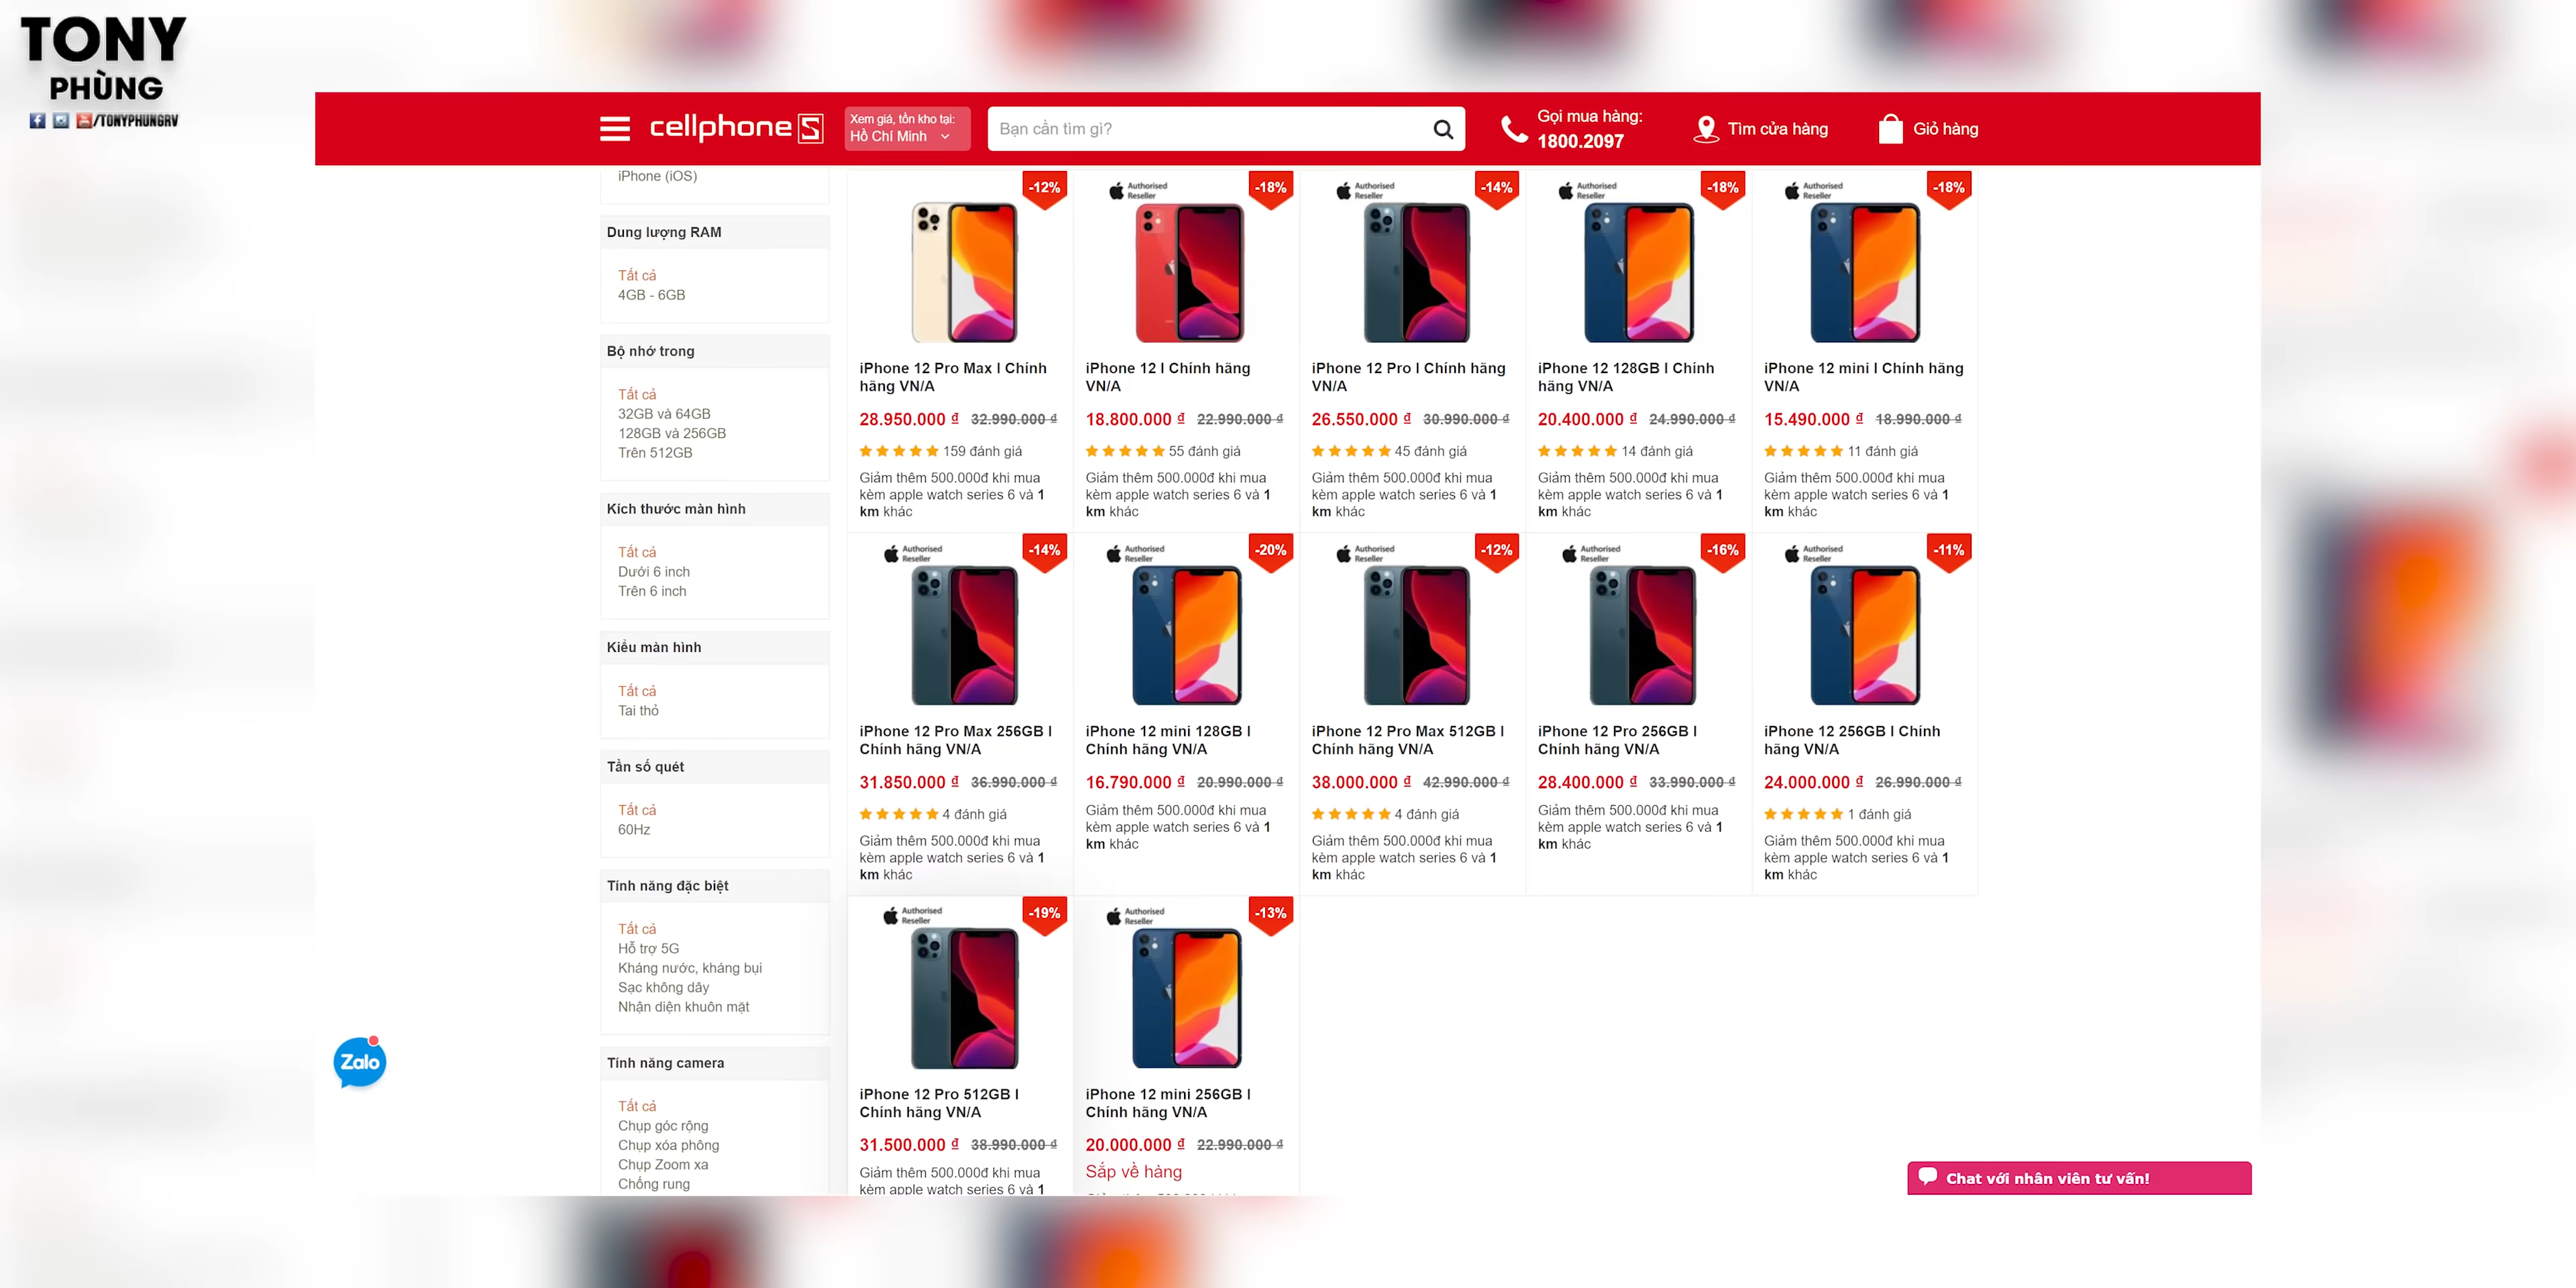 TONY
PHÙNG
/TONYPHUNGRV
cellphoneS
Xem giá, tồn kho tại:
Hồ Chí Minh
Bạn cần tìm gì?
Gọi mua hàng:
1800.2097
Tìm cửa hàng
Giỏ hàng
iPhone (iOS)
Dung lượng RAM
Tất cả
4GB - 6GB
Bộ nhớ trong
Tất cả
32GB và 64GB
128GB và 256GB
Trên 512GB
Kích thước màn hình
Tất cả
Dưới 6 inch
Trên 6 inch
Kiểu màn hình
Tất cả
Tai thỏ
Tần số quét
Tất cả
60Hz
Tính năng đặc biệt
Tất cả
Hỗ trợ 5G
Kháng nước, kháng bụi
Sạc không dây
Nhận diện khuôn mặt
Tính năng camera
Tất cả
Chụp góc rộng
Chụp xóa phông
Chụp Zoom xa
Chống rung
-12%
iPhone 12 Pro Max I Chính
hãng VN/A
28.950.000 ₫ 32.990.000 ₫
159 đánh giá
Giảm thêm 500.000đ khi mua
kèm apple watch series 6 và 1
km khác
Authorised
Reseller
-18%
iPhone 12 I Chính hãng
VN/A
18.800.000 ₫ 22.990.000 ₫
55 đánh giá
Giảm thêm 500.000đ khi mua
kèm apple watch series 6 và 1
km khác
Authorised
Reseller
-14%
iPhone 12 Pro I Chính hãng
VN/A
26.550.000 ₫ 30.990.000 ₫
45 đánh giá
Giảm thêm 500.000đ khi mua
kèm apple watch series 6 và 1
km khác
Authorised
Reseller
-18%
iPhone 12 128GB I Chính
hãng VN/A
20.400.000 ₫ 24.990.000 ₫
14 đánh giá
Giảm thêm 500.000đ khi mua
kèm apple watch series 6 và 1
km khác
Authorised
Reseller
-18%
iPhone 12 mini I Chính hãng
VN/A
15.490.000 ₫ 18.990.000 ₫
11 đánh giá
Giảm thêm 500.000đ khi mua
kèm apple watch series 6 và 1
km khác
Authorised
Reseller
-14%
iPhone 12 Pro Max 256GB I
Chính hãng VN/A
31.850.000 ₫ 36.990.000 ₫
4 đánh giá
Giảm thêm 500.000đ khi mua
kèm apple watch series 6 và 1
km khác
Authorised
Reseller
-20%
iPhone 12 mini 128GB I
Chính hãng VN/A
16.790.000 ₫ 20.990.000 ₫
Giảm thêm 500.000đ khi mua
kèm apple watch series 6 và 1
km khác
Authorised
Reseller
-12%
iPhone 12 Pro Max 512GB I
Chính hãng VN/A
38.000.000 ₫ 42.990.000 ₫
4 đánh giá
Giảm thêm 500.000đ khi mua
kèm apple watch series 6 và 1
km khác
Authorised
Reseller
-16%
iPhone 12 Pro 256GB I
Chính hãng VN/A
28.400.000 ₫ 33.990.000 ₫
Giảm thêm 500.000đ khi mua
kèm apple watch series 6 và 1
km khác
Authorised
Reseller
-11%
iPhone 12 256GB I Chính
hãng VN/A
24.000.000 ₫ 26.990.000 ₫
1 đánh giá
Giảm thêm 500.000đ khi mua
kèm apple watch series 6 và 1
km khác
Authorised
Reseller
-19%
iPhone 12 Pro 512GB I
Chính hãng VN/A
31.500.000 ₫ 38.990.000 ₫
Giảm thêm 500.000đ khi mua
kèm apple watch series 6 và 1
Authorised
Reseller
-13%
iPhone 12 mini 256GB I
Chính hãng VN/A
20.000.000 ₫ 22.990.000 ₫
Sắp về hàng
Zalo
Chat với nhân viên tư vấn!